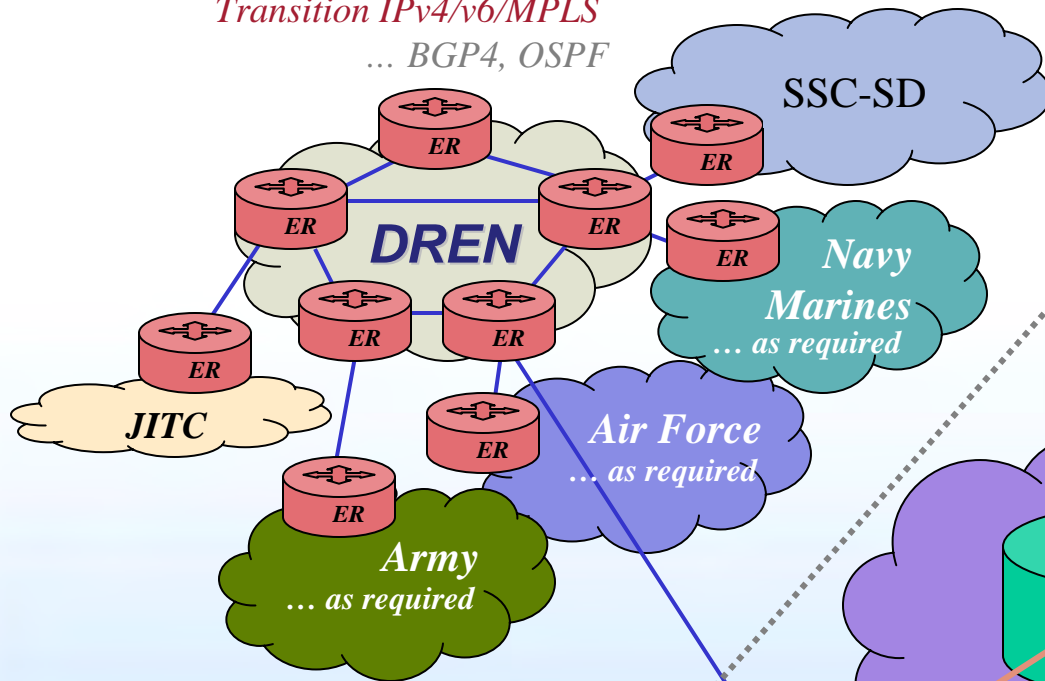 Transition IPv4/v6/MPLS
… BGP4, OSPF
SSC-SD
ER
ER
ER
ER
DREN
ER
Navy
Marines
… as required
ER
ER
ER
JITC
Air Force
… as required
ER
ER
Army
… as required